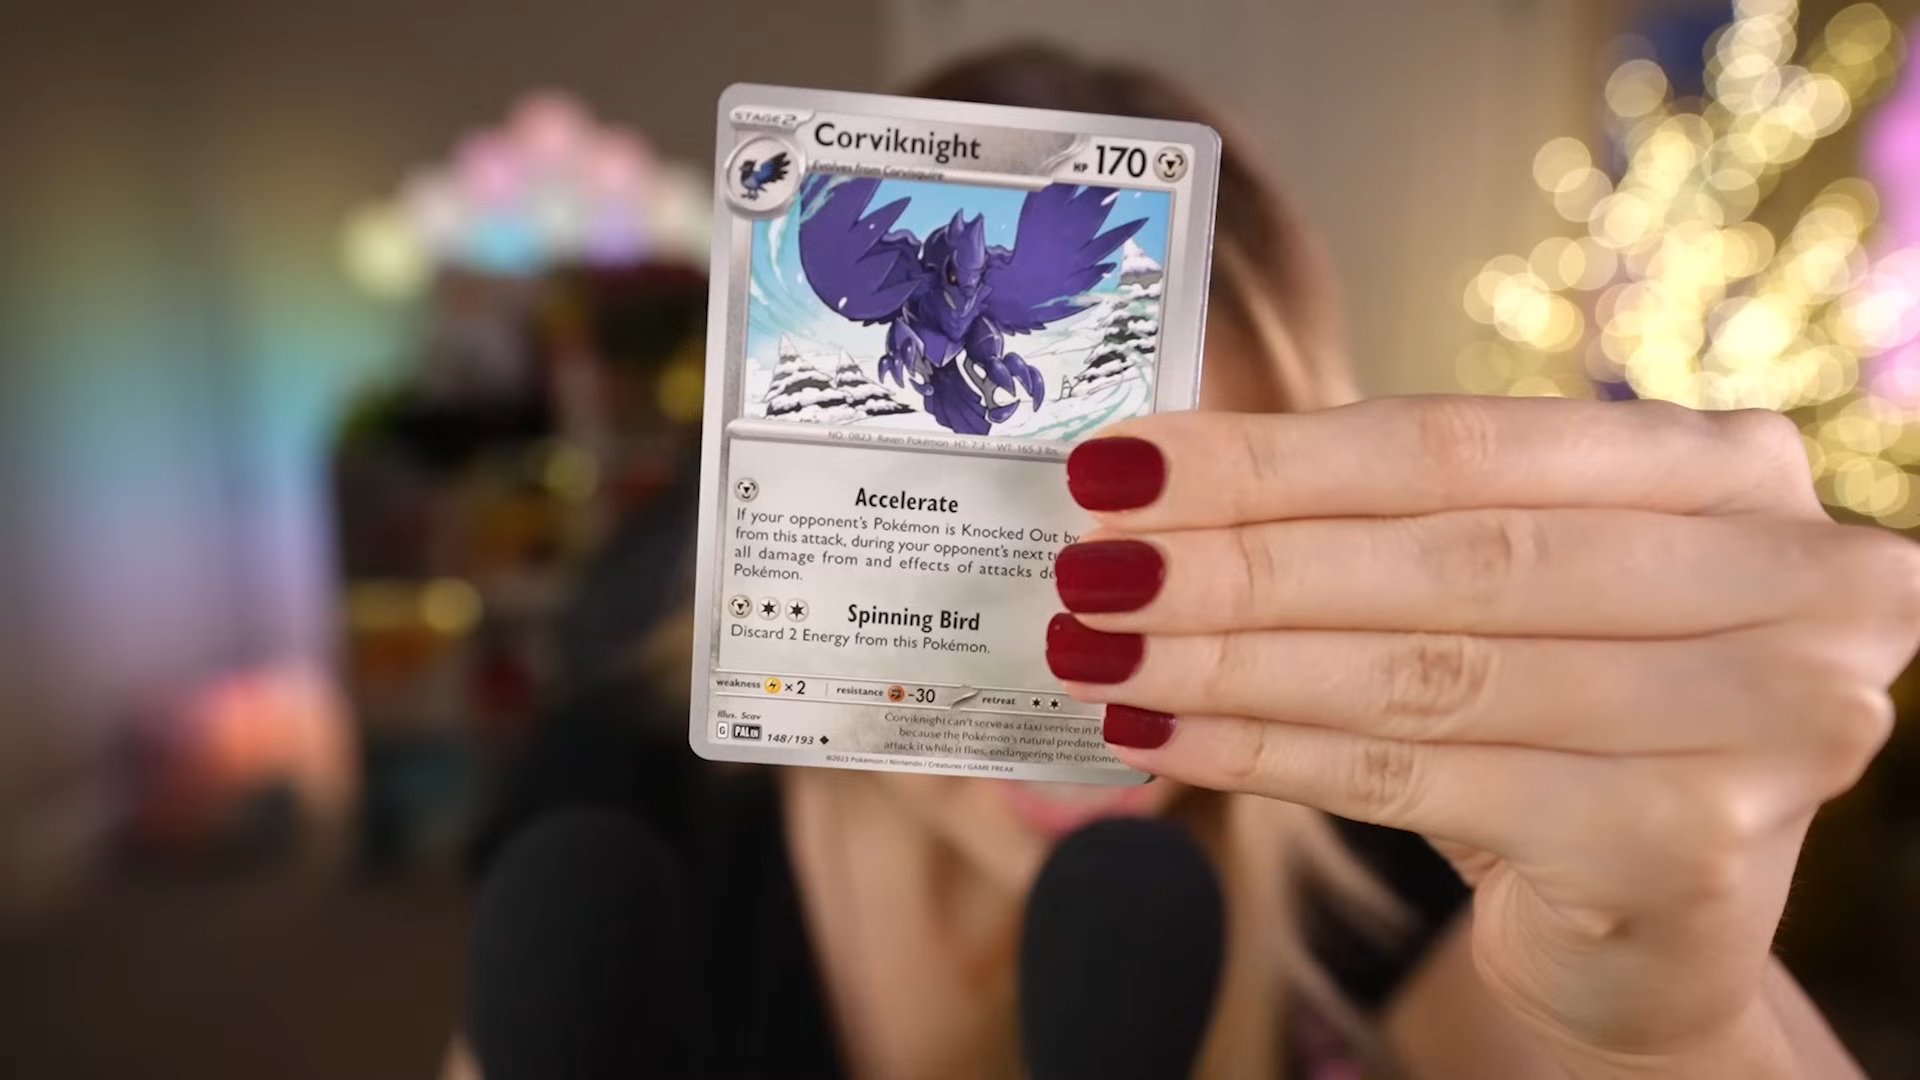 STAGE 2
Corviknight
HP 170
Evolves from Corvisquire
NO. 0823 Raven Pokémon HT: 7'3" WT: 165.3 lbs.
Accelerate
If your opponent's Pokémon is Knocked Out by
from this attack, during your opponent's next
all damage from and effects of attacks
Pokémon.
Spinning Bird
Discard 2 Energy from this Pokémon.
weakness ×2 resistance -30 retreat
Illus. Scav
G PAL EN 148/193
Corviknight can't serve as a taxi service in
because the Pokémon's natural predators
attack it while it flies, endangering the
©2023 Pokémon / Nintendo / Creatures / GAME FREAK